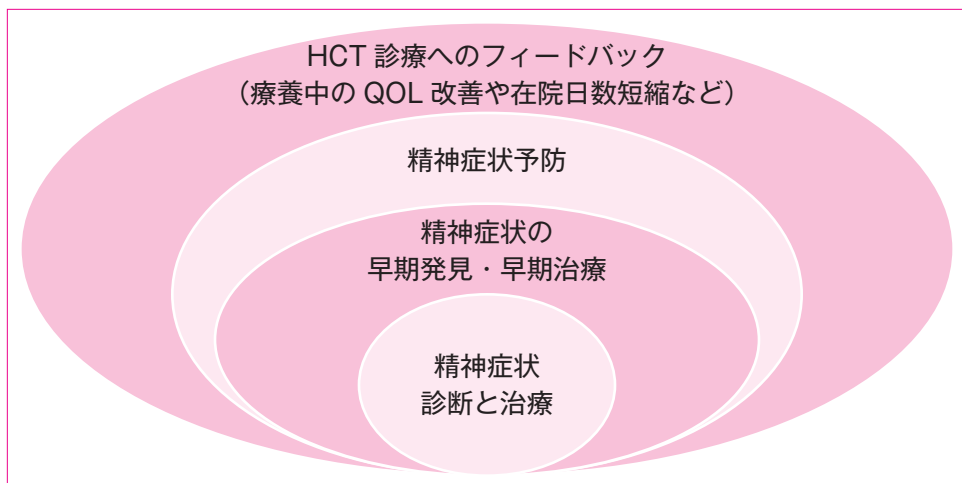 HCT 診療へのフィードバック
（療養中の QOL 改善や在院日数短縮など）
精神症状予防
精神症状の
早期発見・早期治療
精神症状
診断と治療